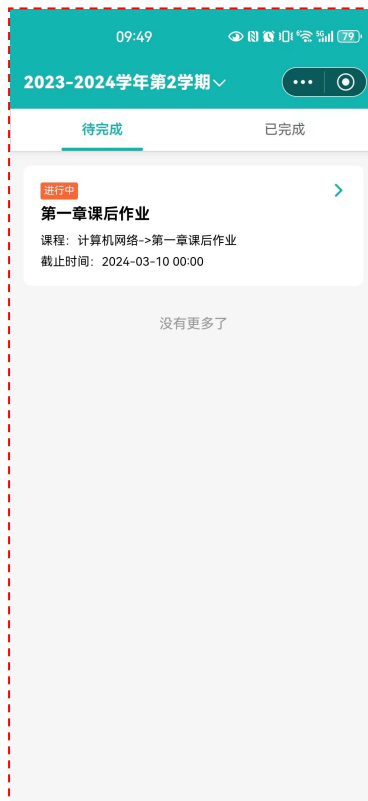 09:49
5G
79
2023-2024学年第2学期
待完成 已完成
进行中
第一章课后作业
课程：计算机网络->第一章课后作业
截止时间：2024-03-10 00:00
没有更多了